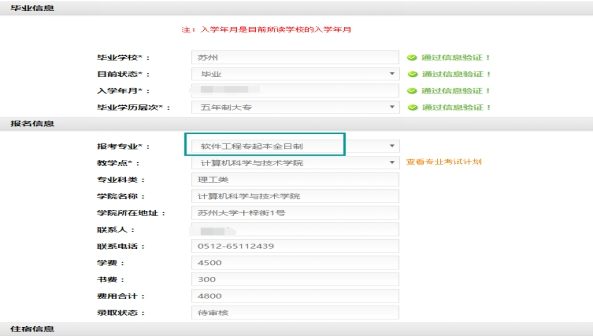 毕业信息
注：入学年月是目前所读学校的入学年月
毕业学校*： 苏州 通过信息验证！
目前状态*： 毕业 通过信息验证！
入学年月*： 通过信息验证！
毕业学历层次*： 五年制大专 通过信息验证！
报名信息
报考专业*： 软件工程专起本全日制
教学点*： 计算机科学与技术学院 查看专业考试计划
专业科类： 理工类
学院名称： 计算机科学与技术学院
学院所在地址： 苏州大学十梓街1号
联系人：
联系电话： 0512-65112439
学费： 4500
书费： 300
费用合计： 4800
录取状态： 待审核
住宿信息